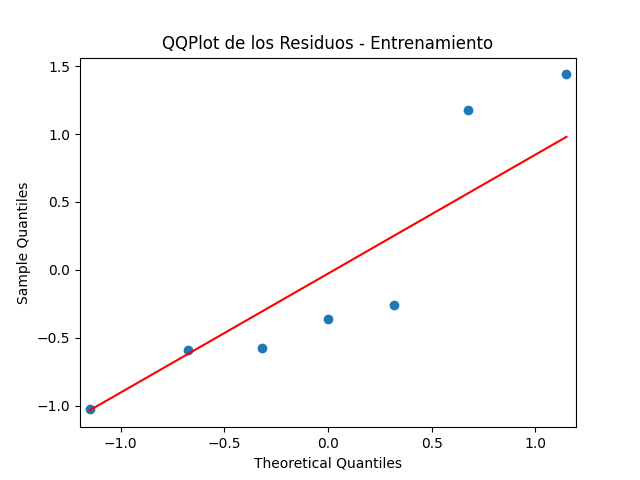 QQPlot de los Residuos - Entrenamiento
1.5
1.0
0.5
0.0
−0.5
−1.0
Sample Quantiles
−1.0 −0.5 0.0 0.5 1.0
Theoretical Quantiles